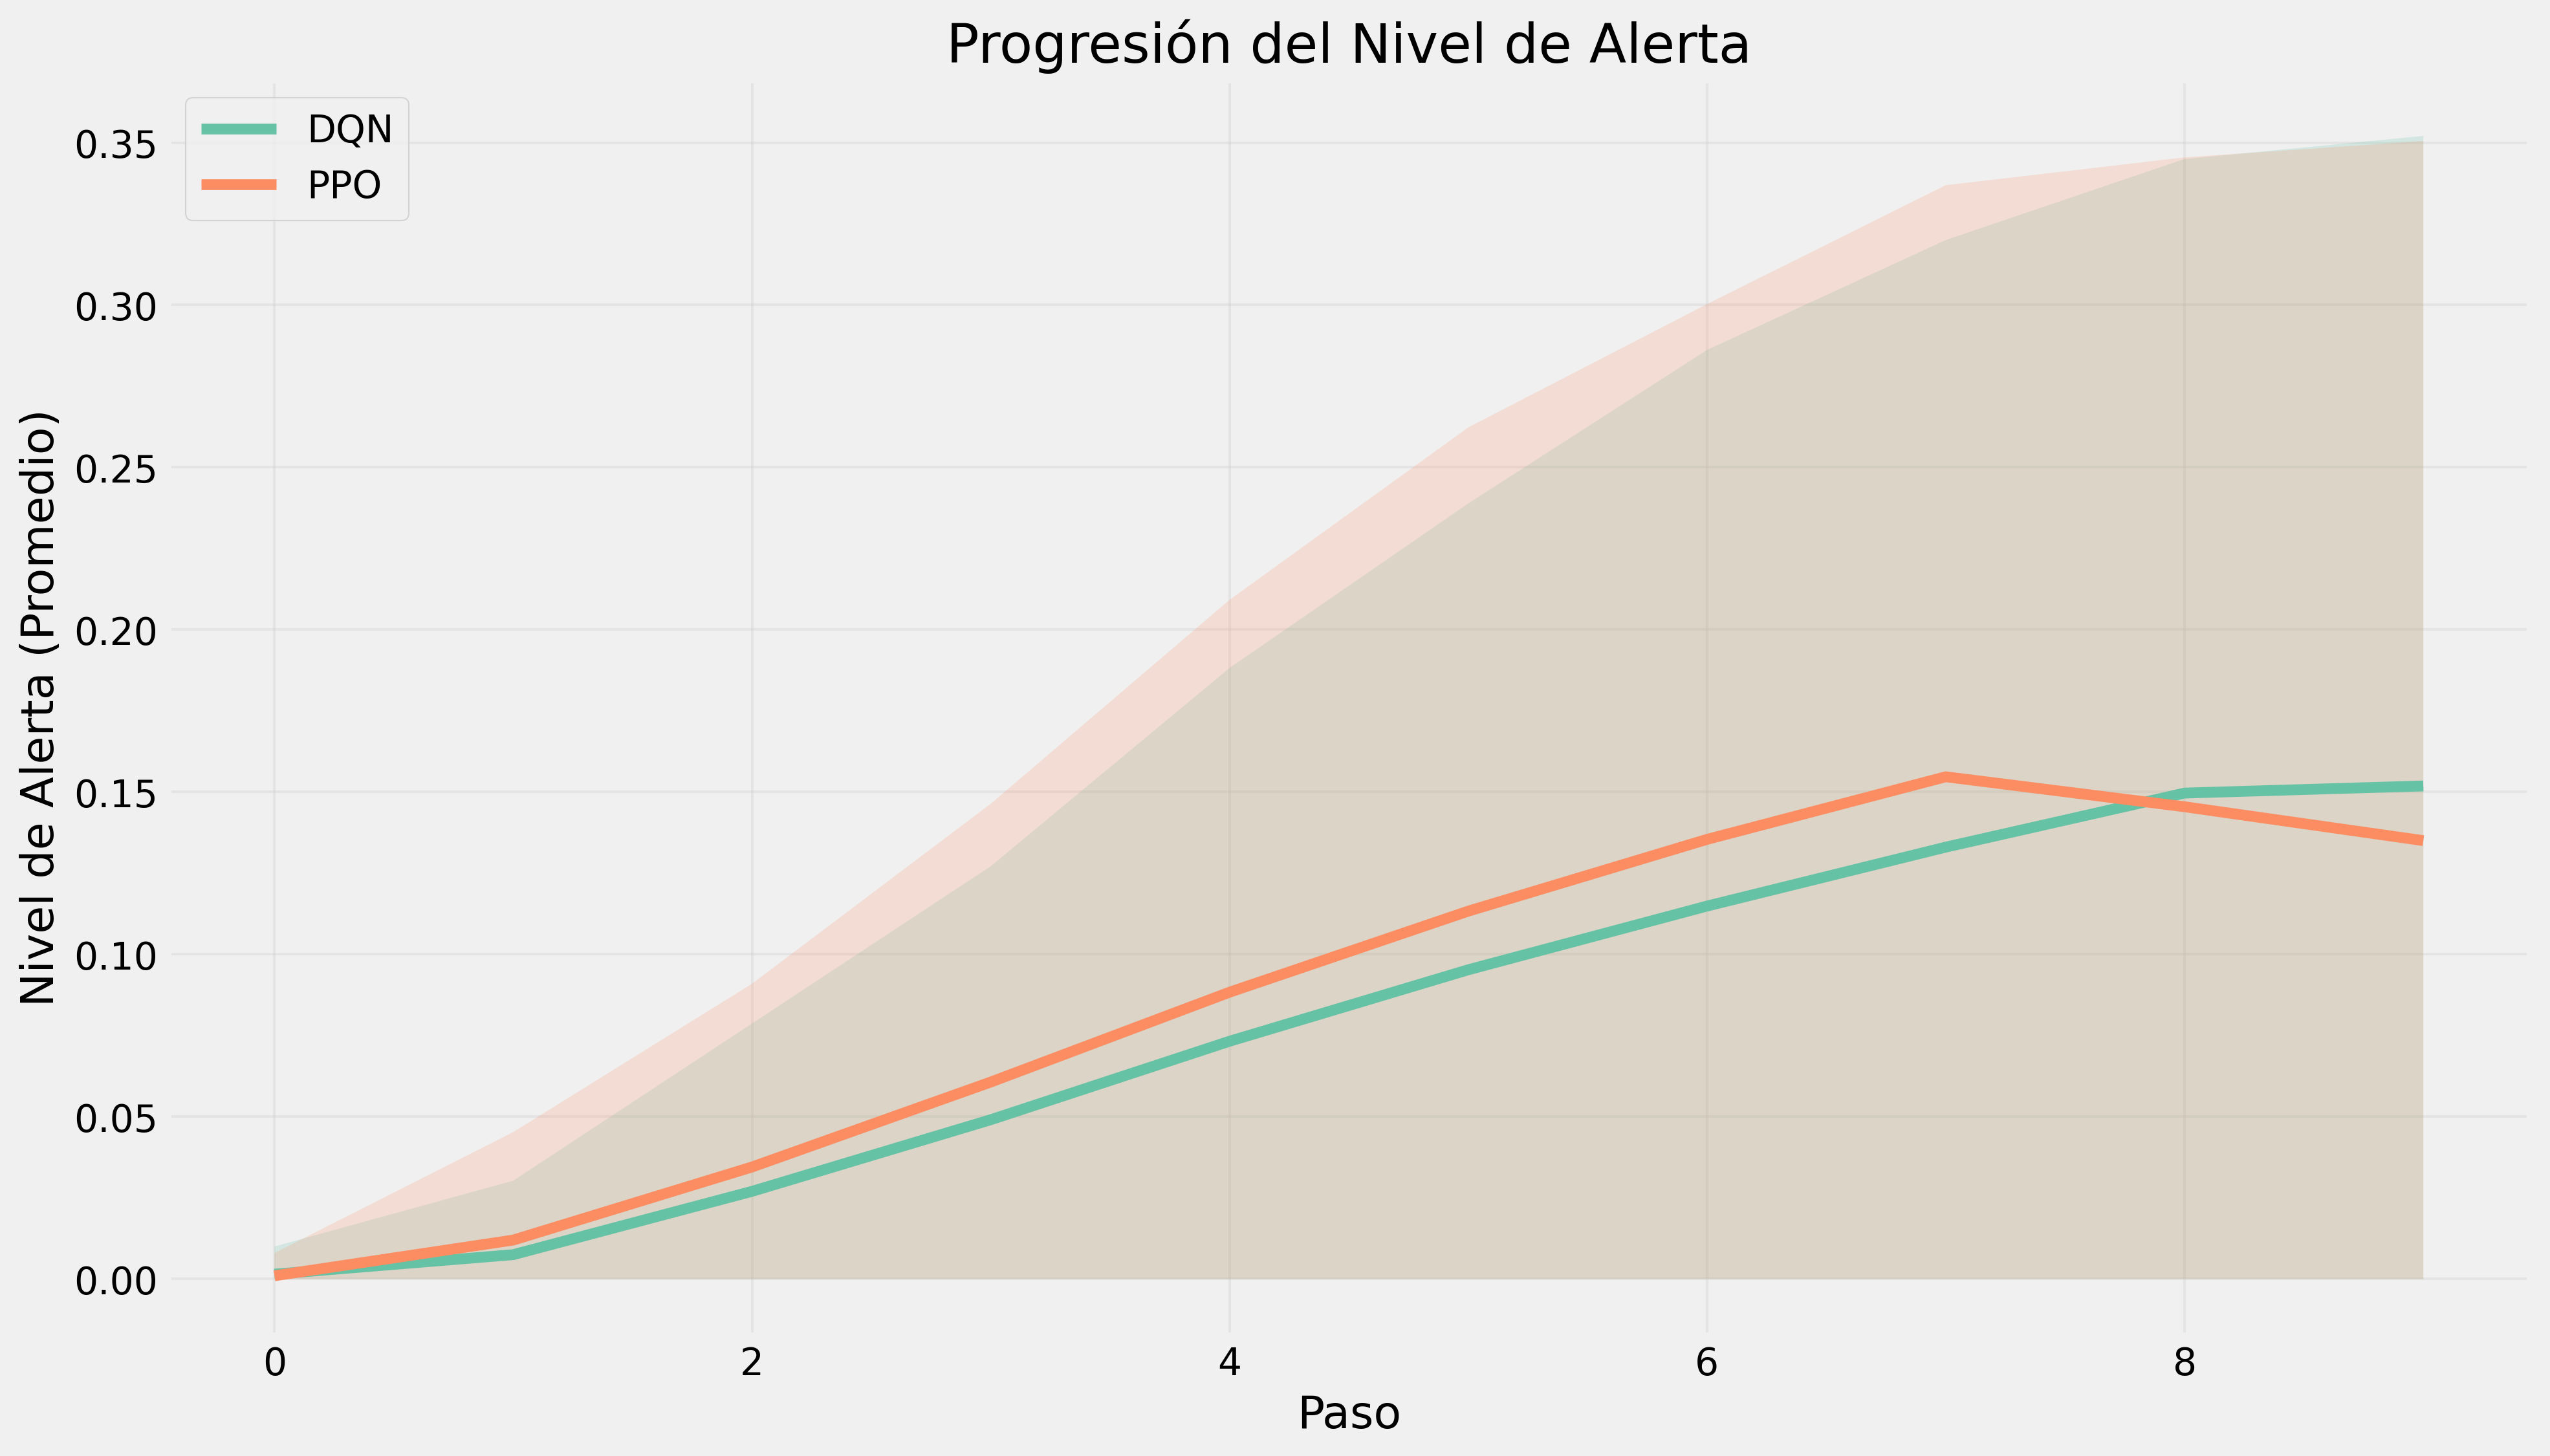 Progresión del Nivel de Alerta
DQN
PPO
Nivel de Alerta (Promedio)
0.35
0.30
0.25
0.20
0.15
0.10
0.05
0.00
0 2 4 6 8
Paso